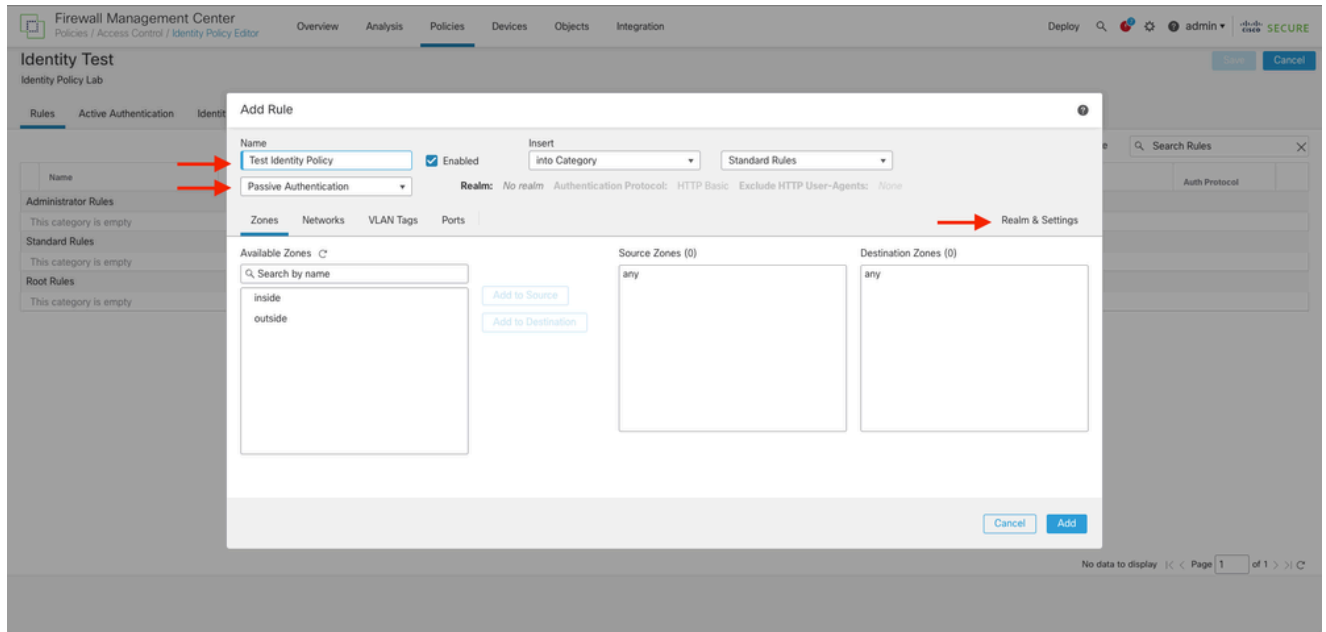 Firewall Management Center
Policies / Access Control / Identity Policy Editor
Overview Analysis Policies Devices Objects Integration
Deploy admin SECURE
Identity Test
Save Cancel
Identity Policy Lab
Rules Active Authentication Identit
Add Rule
Search Rules
Name Insert
Test Identity Policy Enabled into Category Standard Rules
Passive Authentication Realm: No realm Authentication Protocol: HTTP Basic Exclude HTTP User-Agents: None
Name Auth Protocol
Administrator Rules
This category is empty
Standard Rules
This category is empty
Root Rules
This category is empty
Zones Networks VLAN Tags Ports Realm & Settings
Available Zones Source Zones (0) Destination Zones (0)
Search by name any any
inside
outside
Add to Source
Add to Destination
Cancel Add
No data to display Page 1 of 1